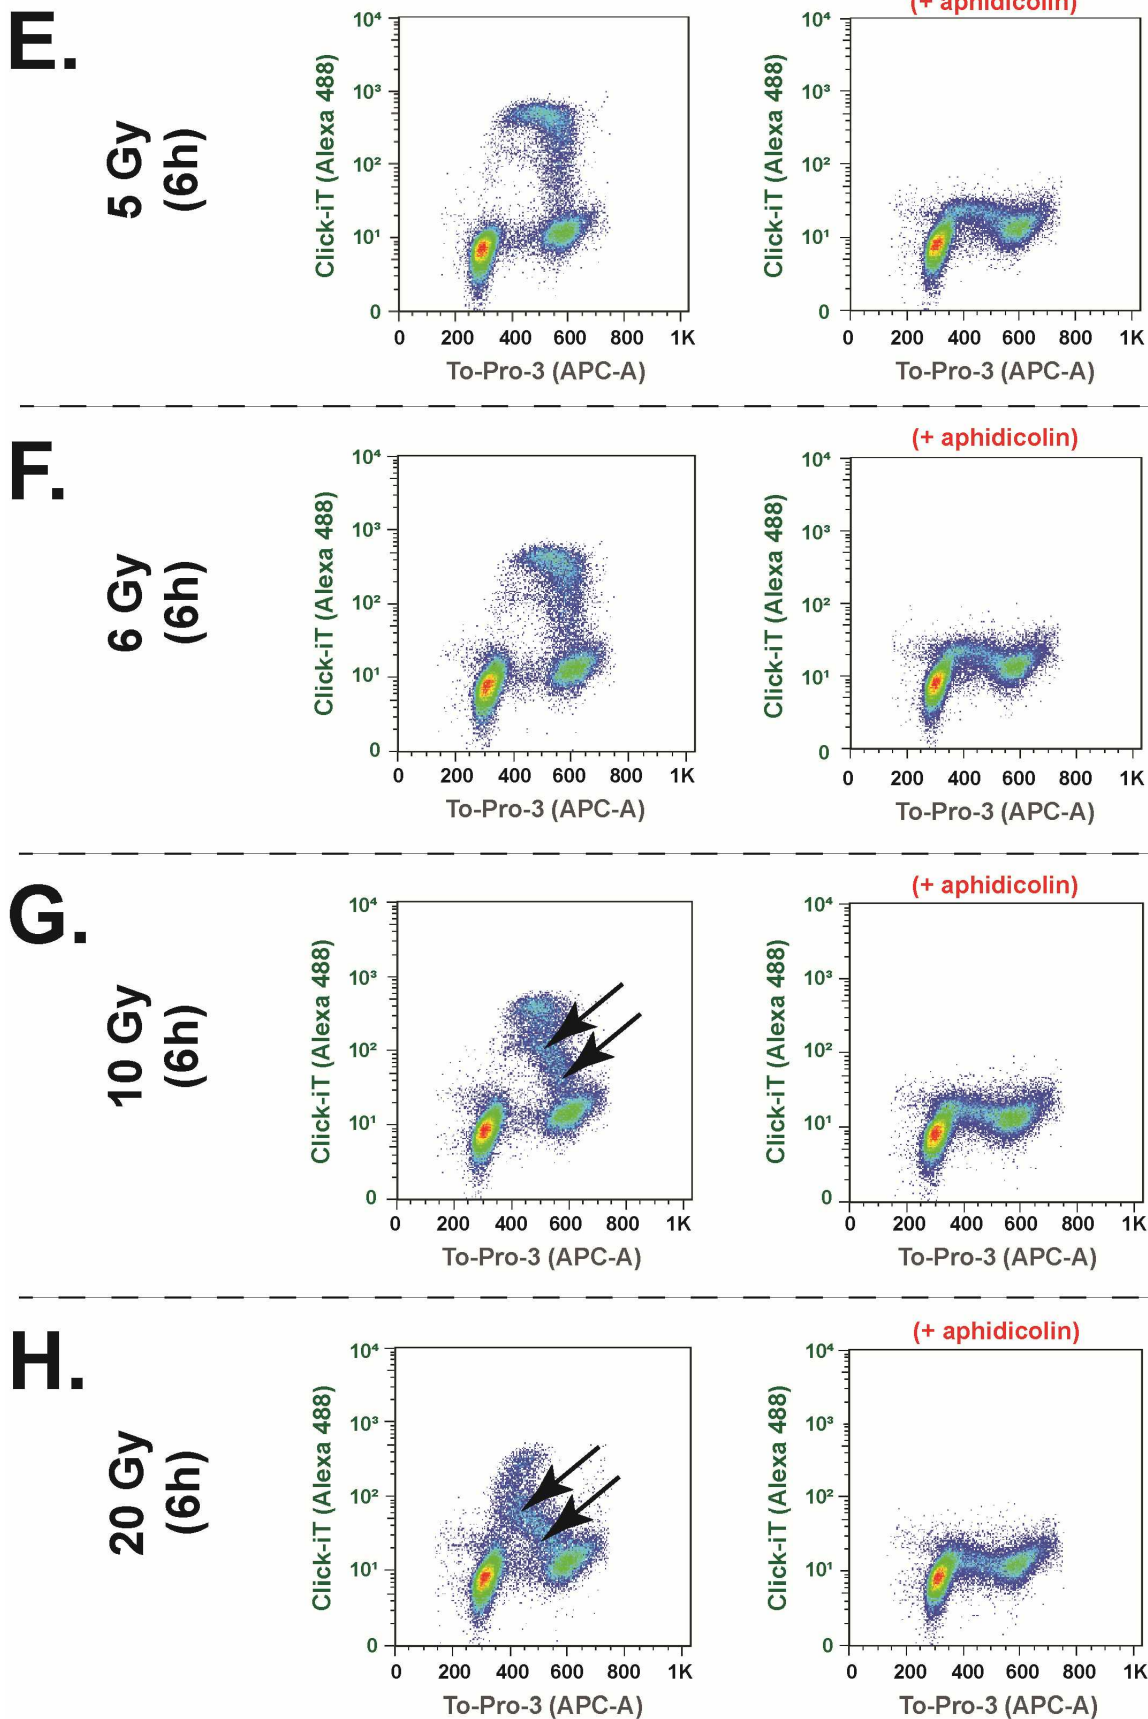 (+ aphidicolin)
E.
5 Gy
(6h)
Click-iT (Alexa 488)
10⁴
10³
10²
10¹
0
0 200 400 600 800 1K
To-Pro-3 (APC-A)
Click-iT (Alexa 488)
10⁴
10³
10²
10¹
0
0 200 400 600 800 1K
To-Pro-3 (APC-A)
F.
6 Gy
(6h)
Click-iT (Alexa 488)
10⁴
10³
10²
10¹
0
0 200 400 600 800 1K
To-Pro-3 (APC-A)
(+ aphidicolin)
Click-iT (Alexa 488)
10⁴
10³
10²
10¹
0
0 200 400 600 800 1K
To-Pro-3 (APC-A)
G.
10 Gy
(6h)
Click-iT (Alexa 488)
10⁴
10³
10²
10¹
0
0 200 400 600 800 1K
To-Pro-3 (APC-A)
(+ aphidicolin)
Click-iT (Alexa 488)
10⁴
10³
10²
10¹
0
0 200 400 600 800 1K
To-Pro-3 (APC-A)
H.
20 Gy
(6h)
Click-iT (Alexa 488)
10⁴
10³
10²
10¹
0
0 200 400 600 800 1K
To-Pro-3 (APC-A)
(+ aphidicolin)
Click-iT (Alexa 488)
10⁴
10³
10²
10¹
0
0 200 400 600 800 1K
To-Pro-3 (APC-A)